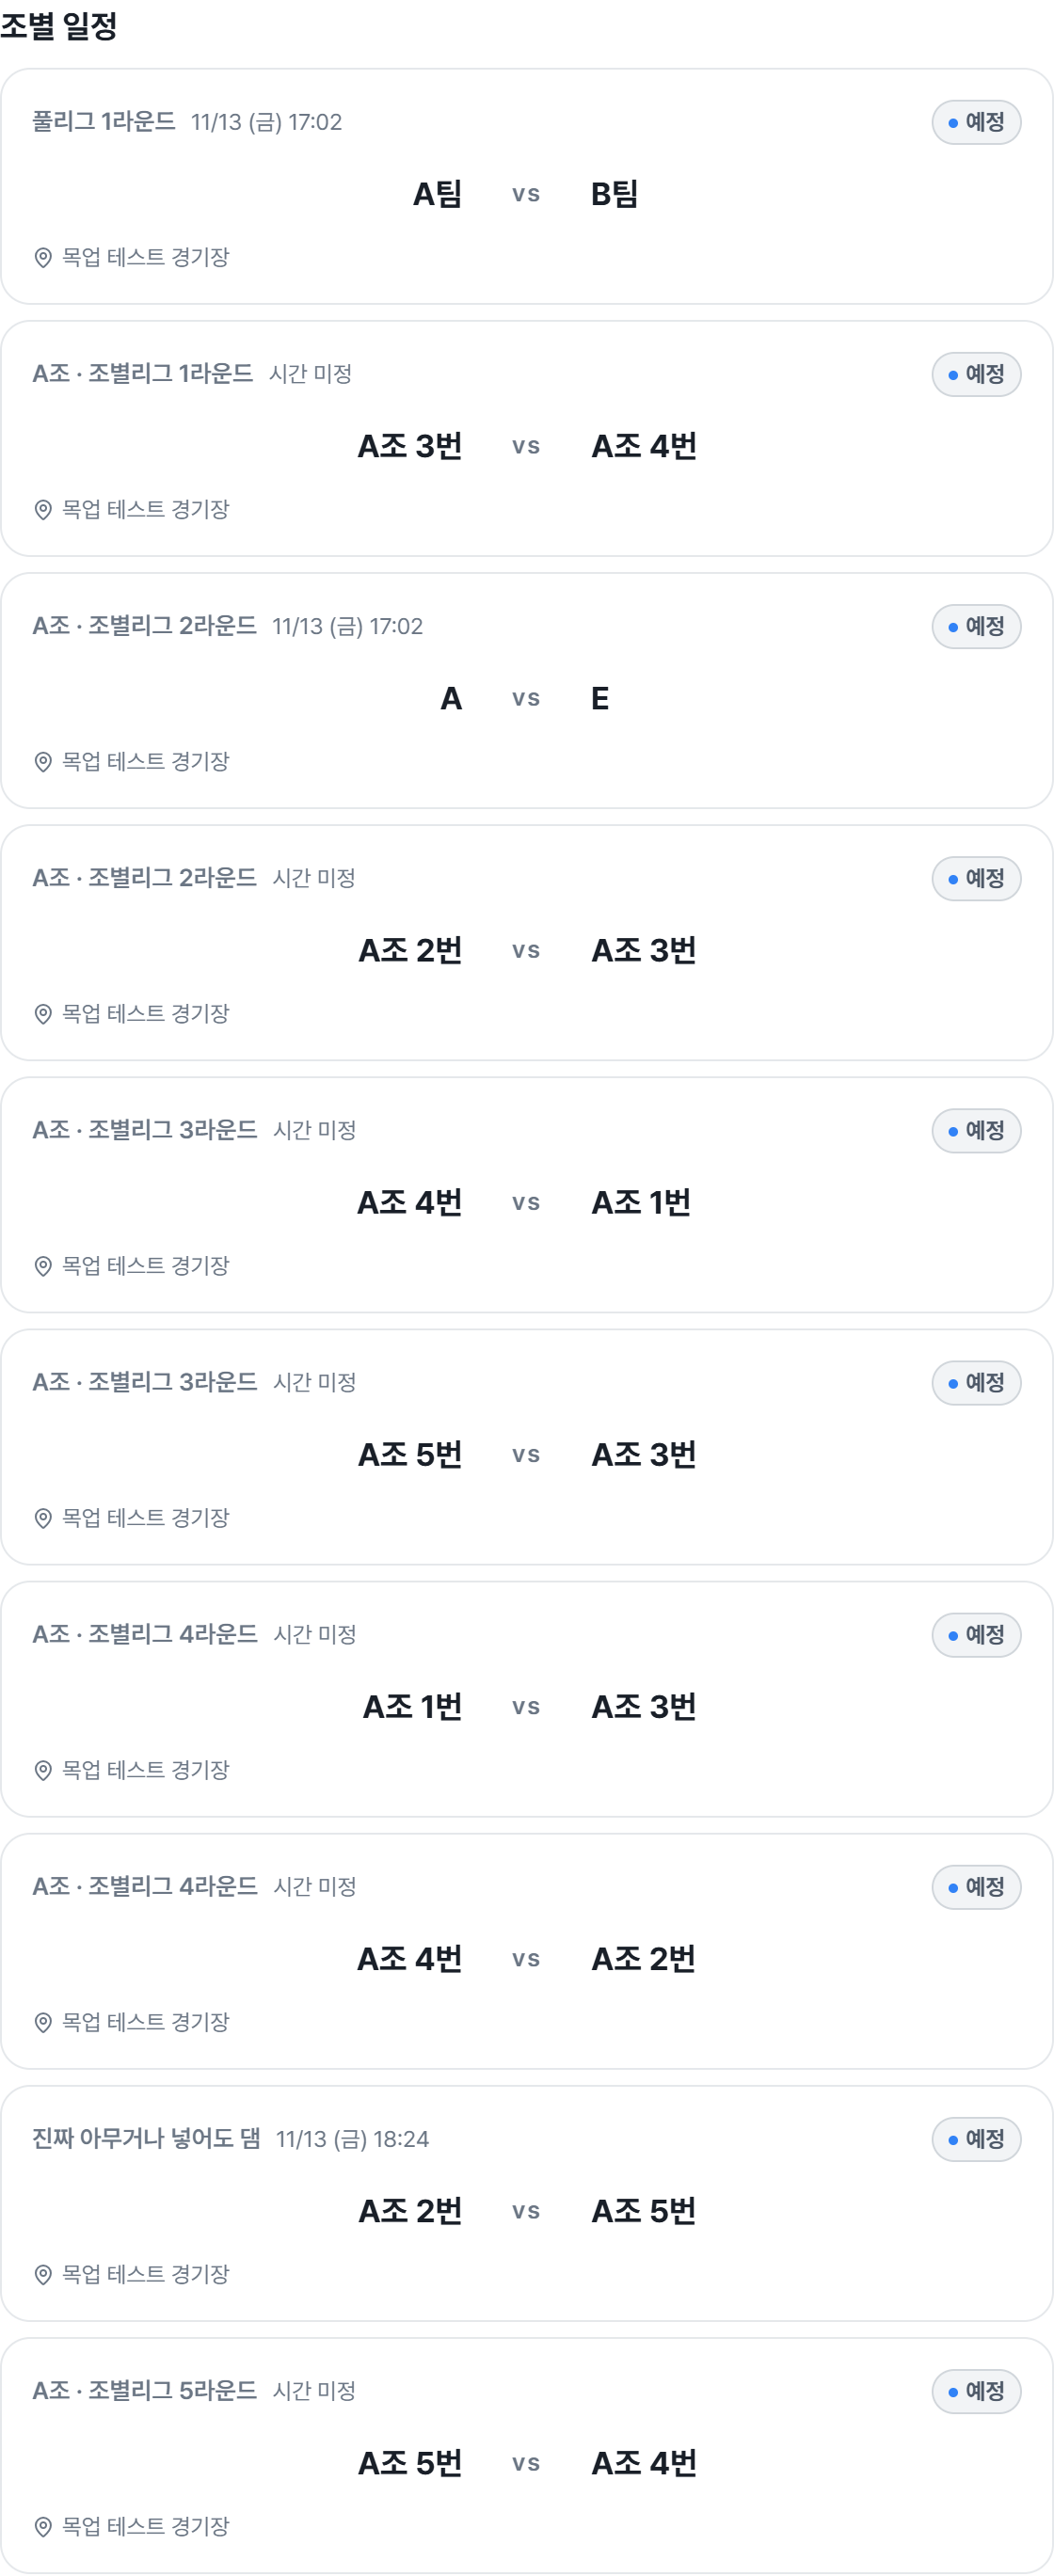 조별 일정
풀리그 1라운드 11/13 (금) 17:02 예정
A팀 vs B팀
목업 테스트 경기장
A조 · 조별리그 1라운드 시간 미정 예정
A조 3번 vs A조 4번
목업 테스트 경기장
A조 · 조별리그 2라운드 11/13 (금) 17:02 예정
A vs E
목업 테스트 경기장
A조 · 조별리그 2라운드 시간 미정 예정
A조 2번 vs A조 3번
목업 테스트 경기장
A조 · 조별리그 3라운드 시간 미정 예정
A조 4번 vs A조 1번
목업 테스트 경기장
A조 · 조별리그 3라운드 시간 미정 예정
A조 5번 vs A조 3번
목업 테스트 경기장
A조 · 조별리그 4라운드 시간 미정 예정
A조 1번 vs A조 3번
목업 테스트 경기장
A조 · 조별리그 4라운드 시간 미정 예정
A조 4번 vs A조 2번
목업 테스트 경기장
진짜 아무거나 넣어도 댐 11/13 (금) 18:24 예정
A조 2번 vs A조 5번
목업 테스트 경기장
A조 · 조별리그 5라운드 시간 미정 예정
A조 5번 vs A조 4번
목업 테스트 경기장